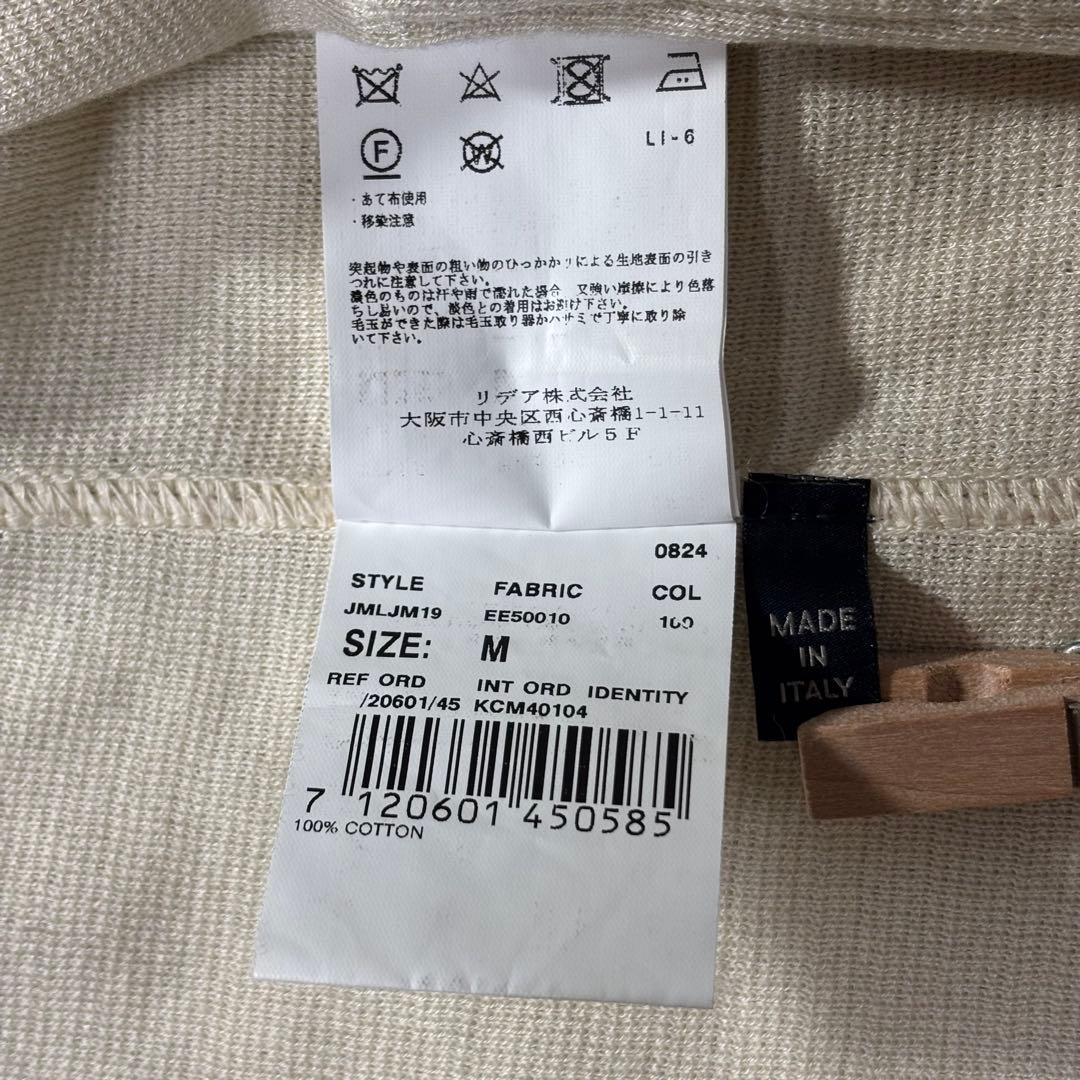 F
W
LI-6
・あて布使用
・移染注意
突起物や表面の粗い物のひっかかりによる生地表面の引き
つれに注意して下さい。
濃色のものは汗や雨で濡れた場合、又強い摩擦により色落
ちし易いので、淡色との着用はお避け下さい。
毛玉ができた際は毛玉取り器かハサミで丁寧に取り除
いて下さい。
リデア株式会社
大阪市中央区西心斎橋1-1-11
心斎橋西ビル5F
0824
STYLE FABRIC COL
JMLJM19 EE50010
SIZE: M
REF ORD INT ORD IDENTITY
/20601/45 KCM40104
7 120601 450585
100% COTTON
MADE
IN
ITALY